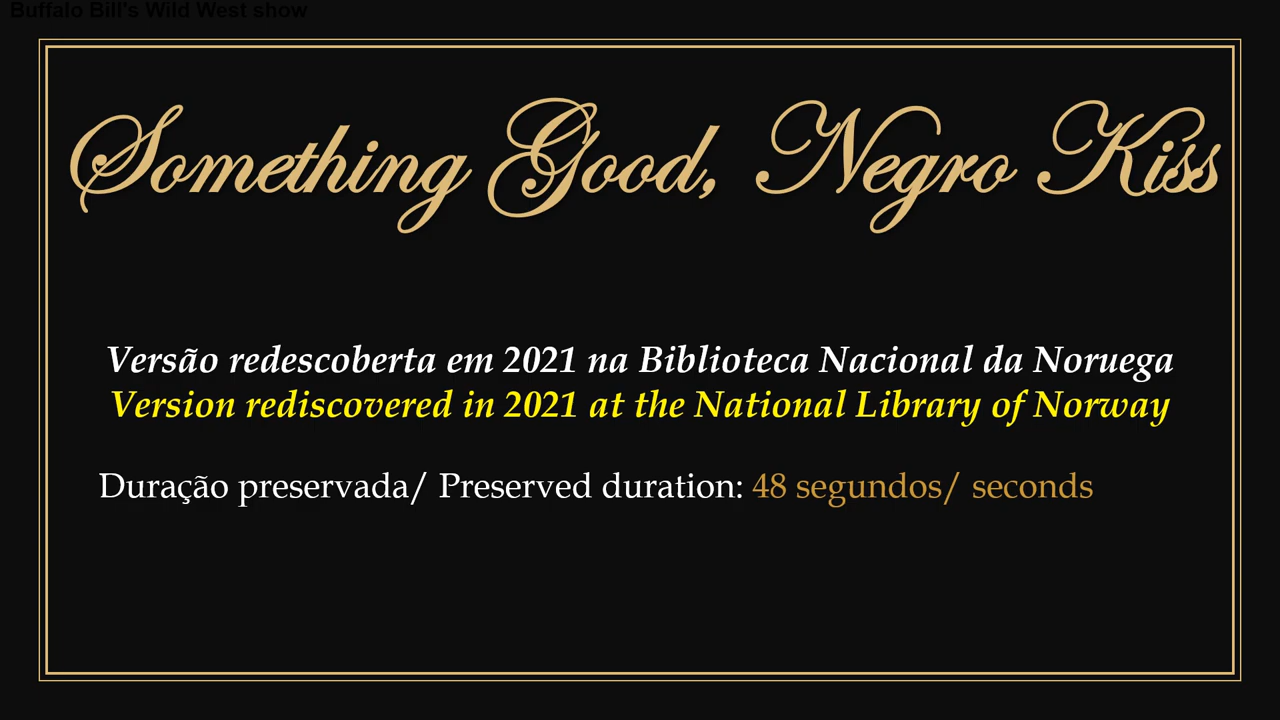 Buffalo Bill's Wild West show
Something Good, Negro Kiss
Versão redescoberta em 2021 na Biblioteca Nacional da Noruega
Version rediscovered in 2021 at the National Library of Norway
Duração preservada/ Preserved duration: 48 segundos/ seconds